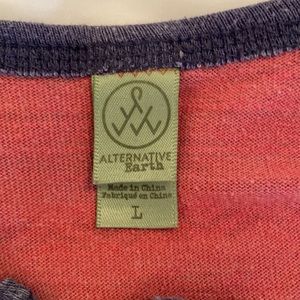 ALTERNATIVE
Earth
Made in China
Fabriqué en Chine
L